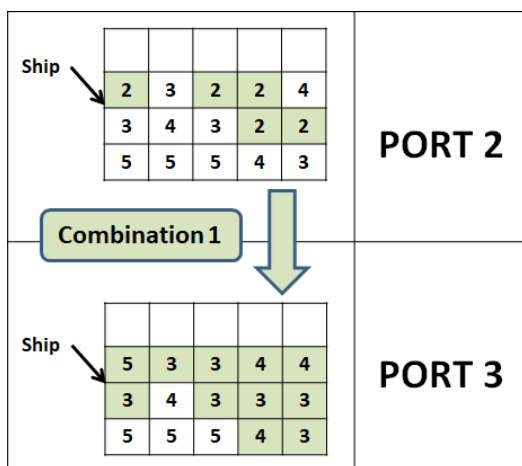 Ship
2 3 2 2 4
3 4 3 2 2
5 5 5 4 3
PORT 2
Combination 1
Ship
5 3 3 4 4
3 4 3 3 3
5 5 5 4 3
PORT 3